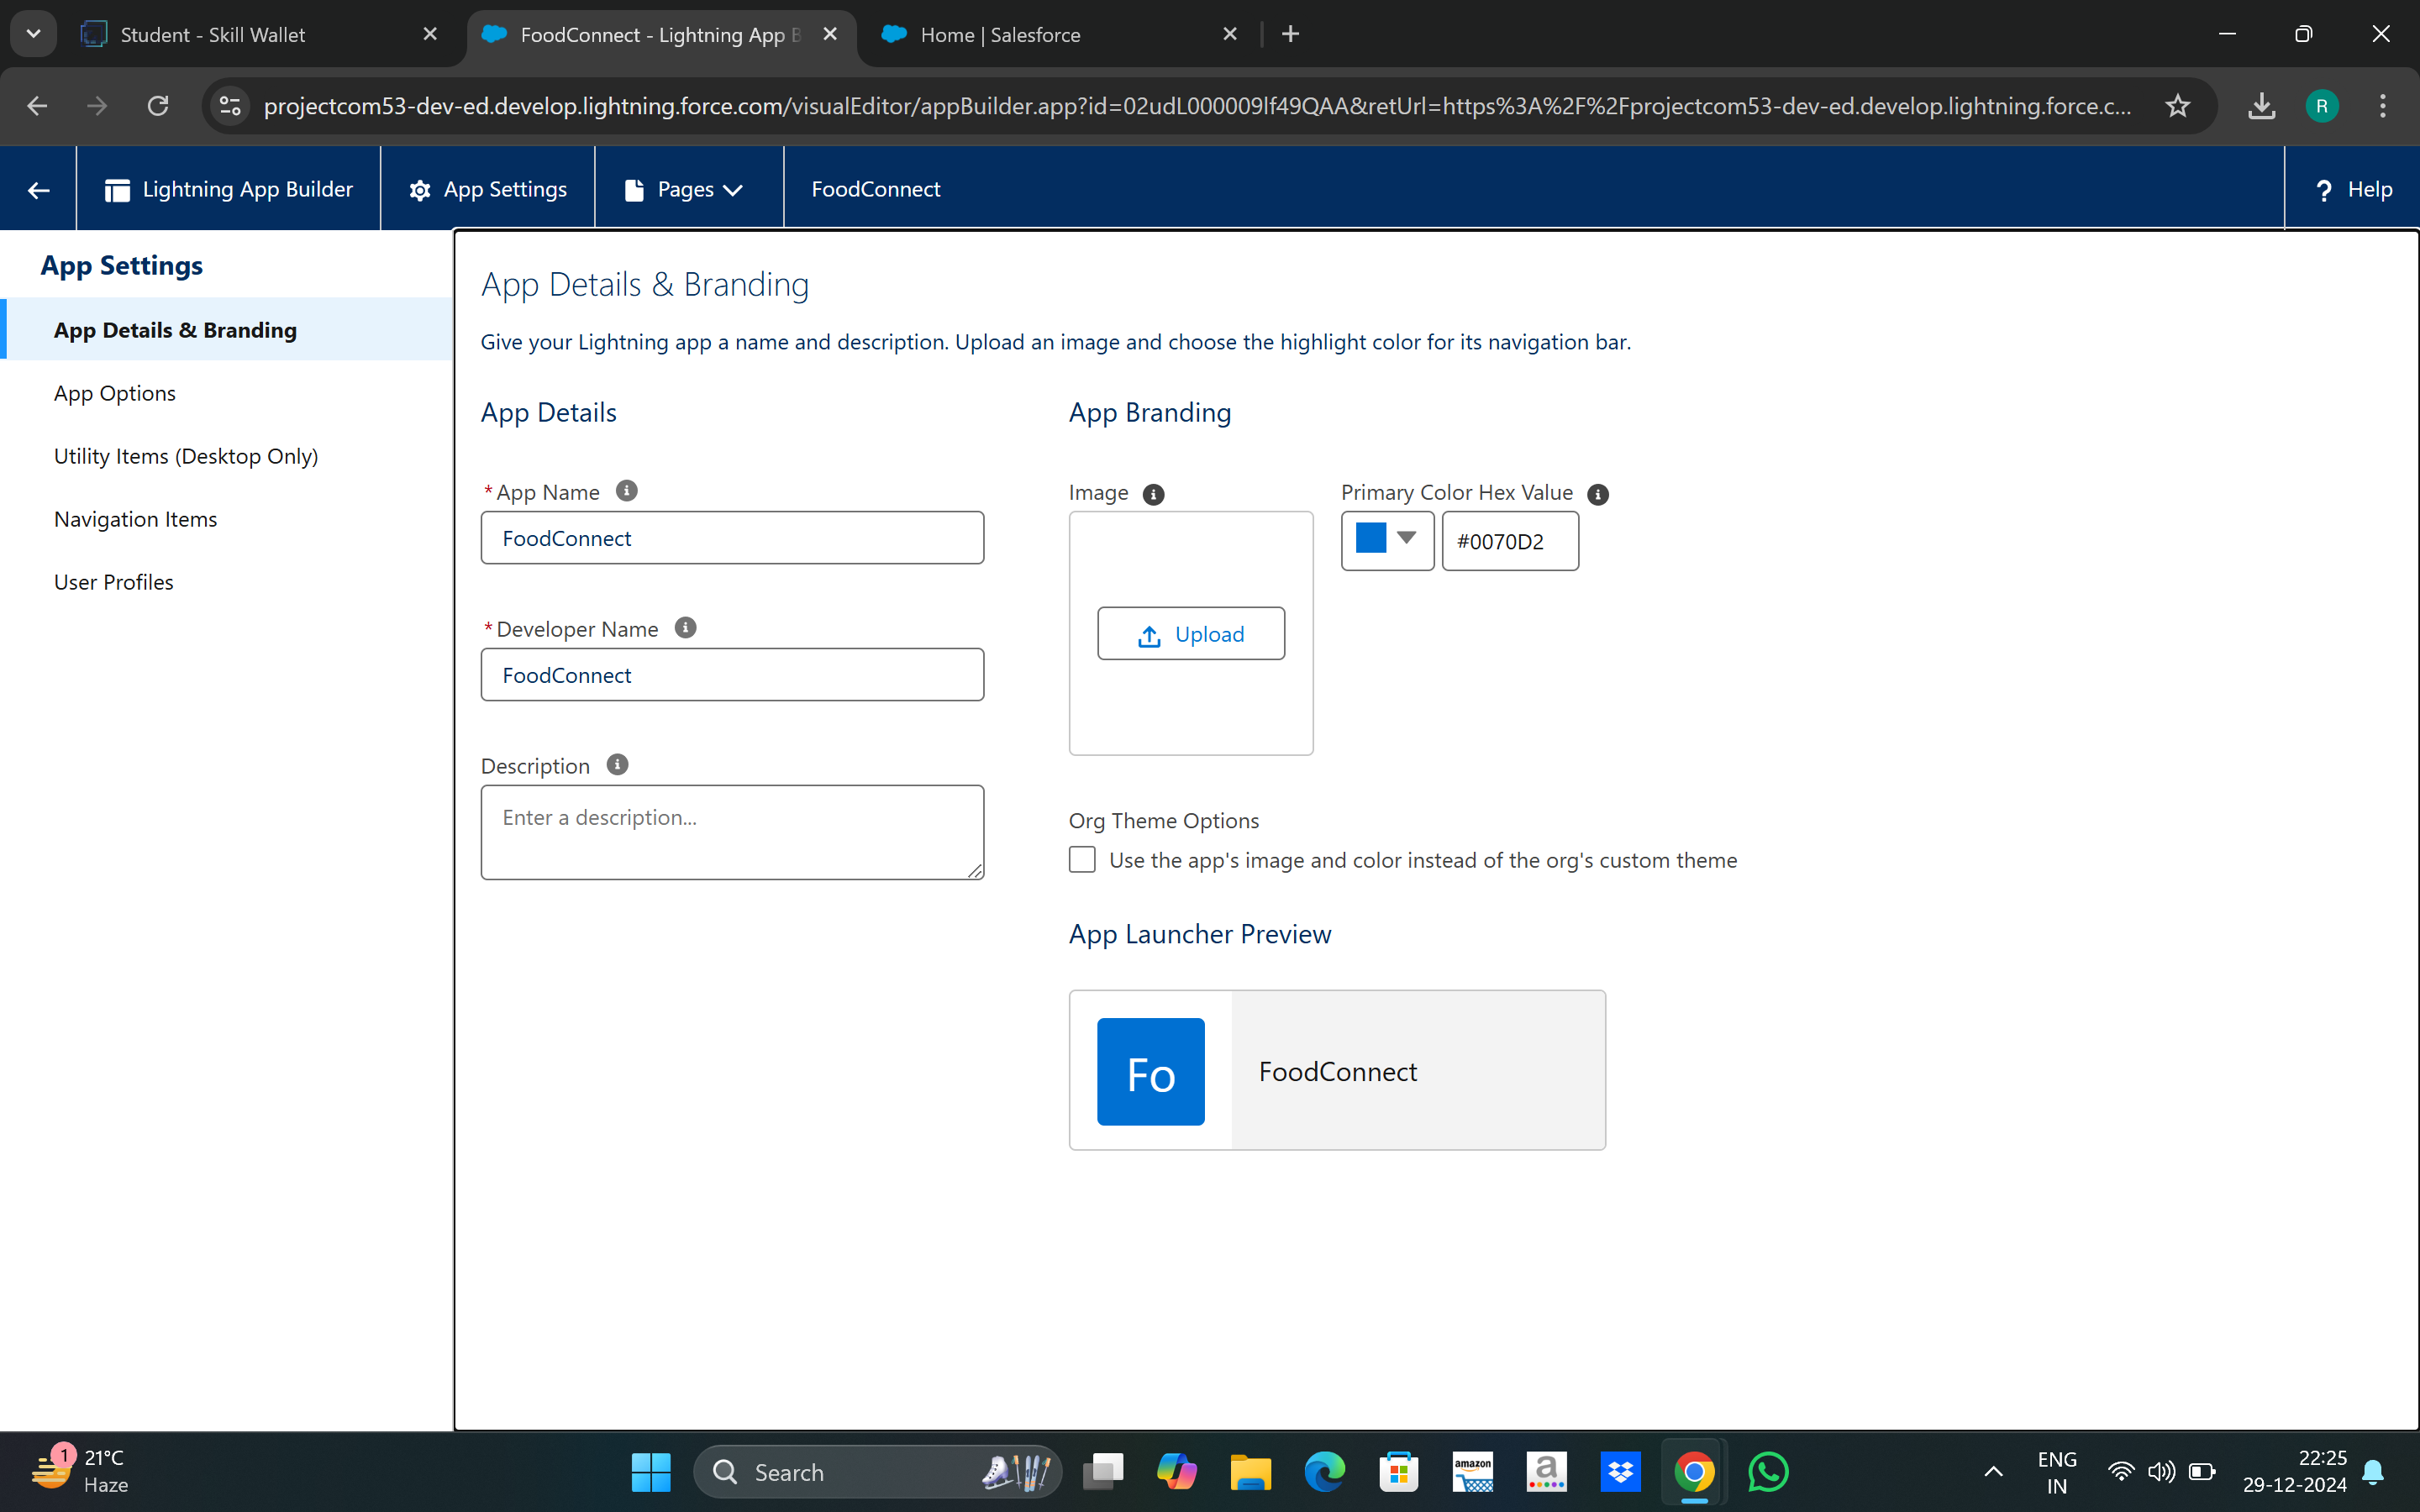 Student - Skill Wallet
FoodConnect - Lightning App B
Home | Salesforce
projectcom53-dev-ed.develop.lightning.force.com/visualEditor/appBuilder.app?id=02udL000009lf49QAA&retUrl=https%3A%2F%2Fprojectcom53-dev-ed.develop.lightning.force.c...
R
Lightning App Builder
App Settings
Pages
FoodConnect
? Help
App Settings
App Details & Branding
App Options
Utility Items (Desktop Only)
Navigation Items
User Profiles
App Details & Branding
Give your Lightning app a name and description. Upload an image and choose the highlight color for its navigation bar.
App Details
*App Name
FoodConnect
*Developer Name
FoodConnect
Description
Enter a description...
App Branding
Image
Primary Color Hex Value
#0070D2
Upload
Org Theme Options
Use the app's image and color instead of the org's custom theme
App Launcher Preview
Fo
FoodConnect
1
21°C
Haze
Search
amazon
a
ENG
IN
22:25
29-12-2024